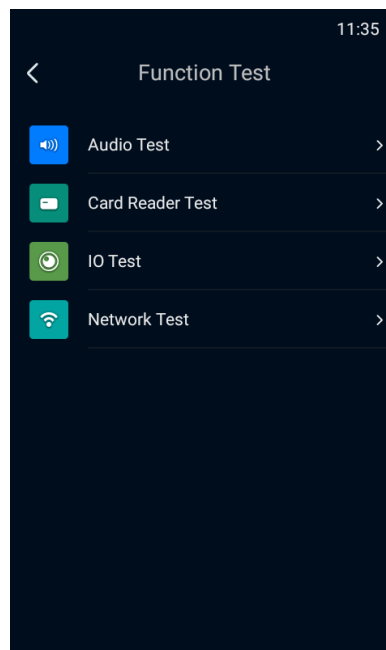 11:35
Function Test
Audio Test
Card Reader Test
IO Test
Network Test